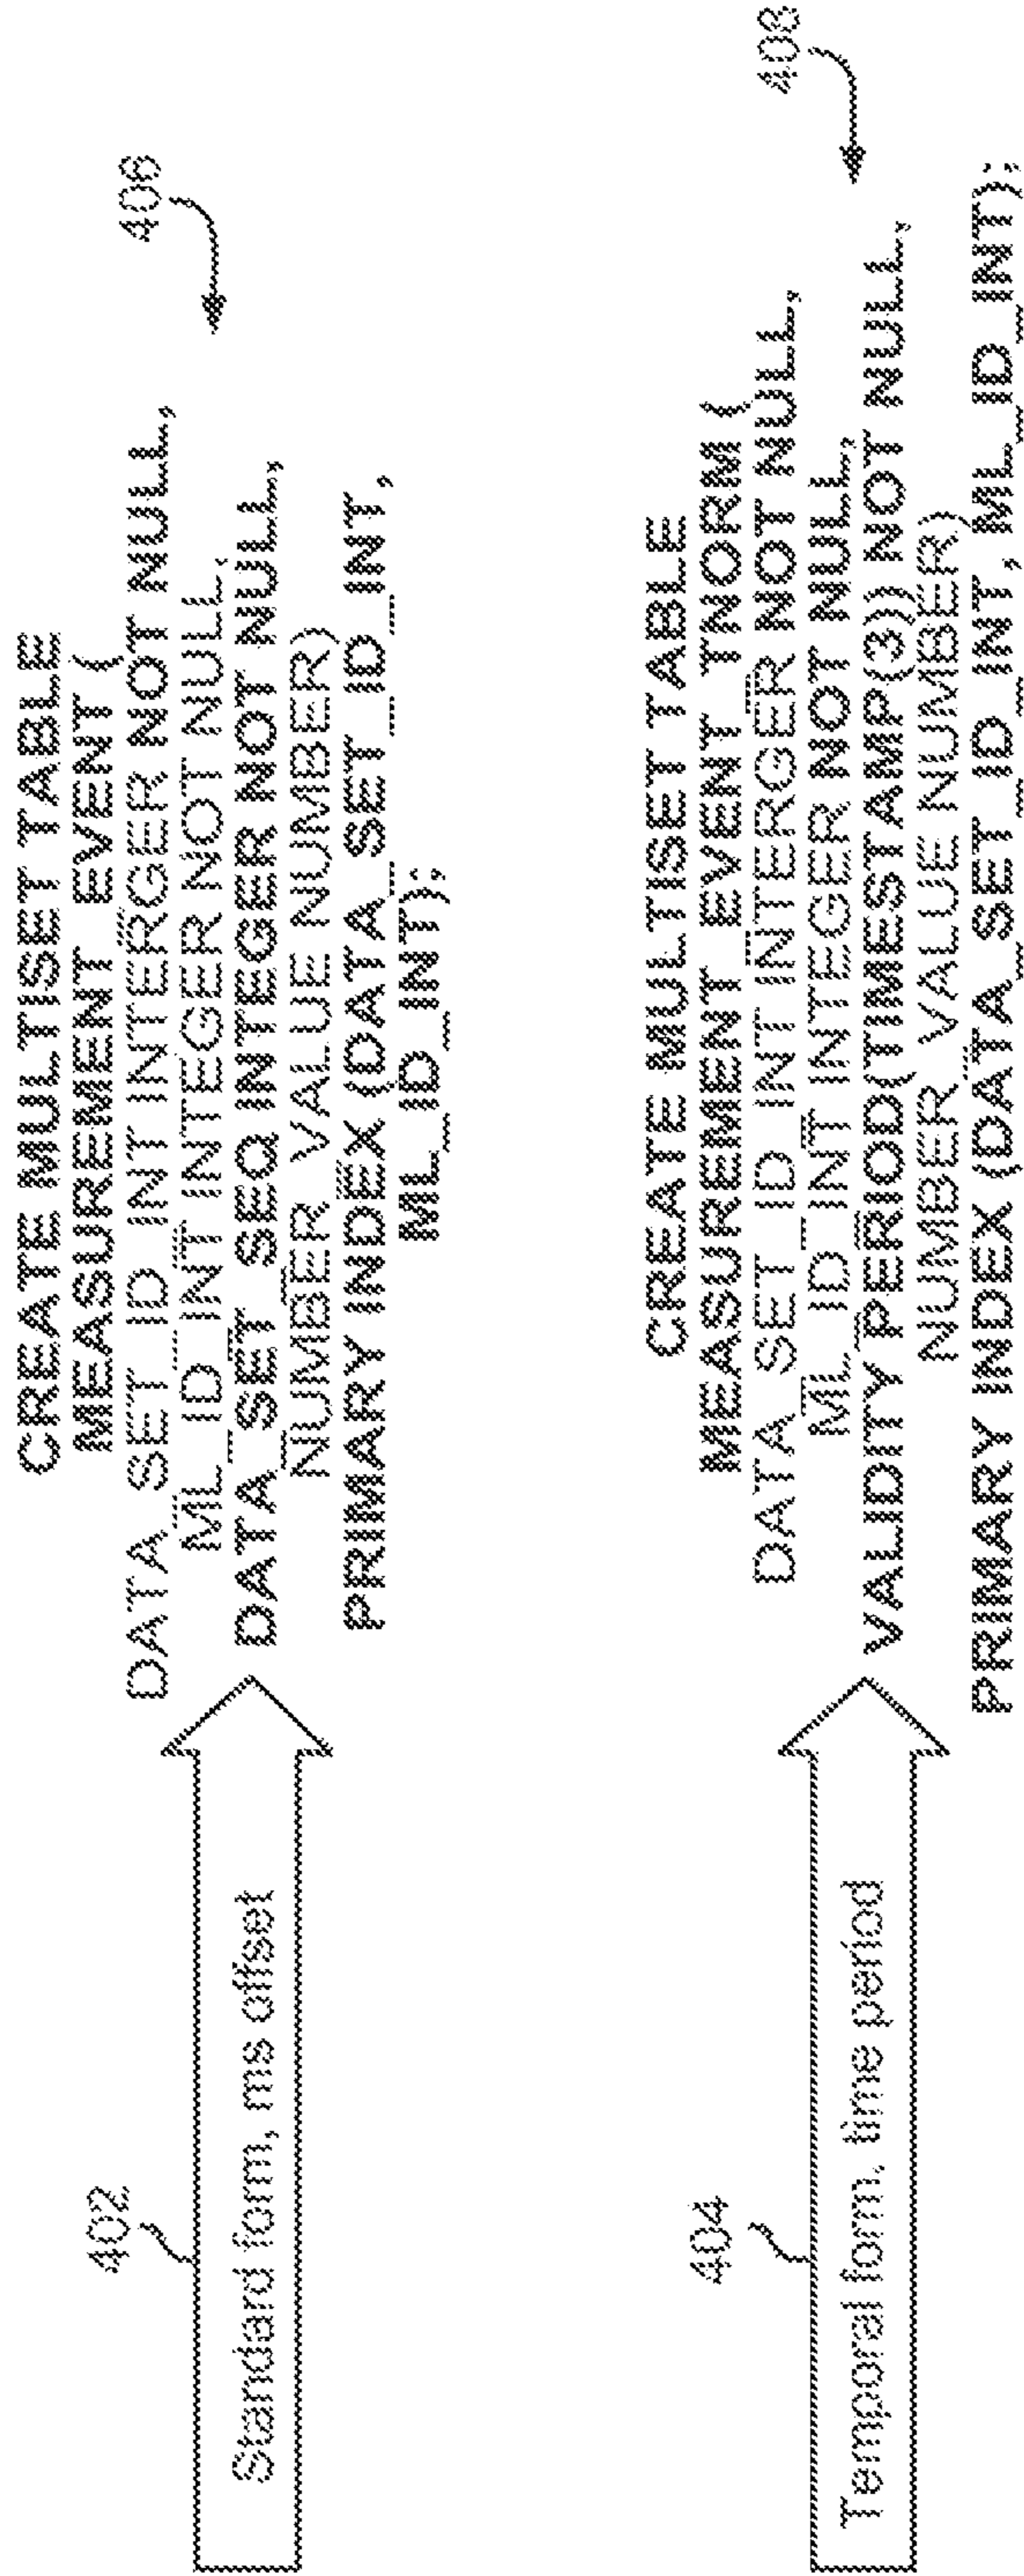 402
Standard form, ms offset
CREATE MULTISET TABLE
MEASUREMENT_EVENT (
DATA_SET_ID_INT INTERGER NOT NULL,
ML_ID_INT INTEGER NOT NULL,
DATA_SET_SEQ INTEGER NOT NULL,
NUMBER_VALUE NUMBER)
PRIMARY INDEX (DATA_SET_ID_INT,
ML_ID_INT);
406
404
Temporal form, time period
CREATE MULTISET TABLE
MEASUREMENT_EVENT_TNORM (
DATA_SET_ID_INT INTERGER NOT NULL,
ML_ID_INT INTEGER NOT NULL,
VALIDITY PERIOD(TIMESTAMP(3)) NOT NULL,
NUMBER_VALUE NUMBER)
PRIMARY INDEX (DATA_SET_ID_INT, ML_ID_INT);
408